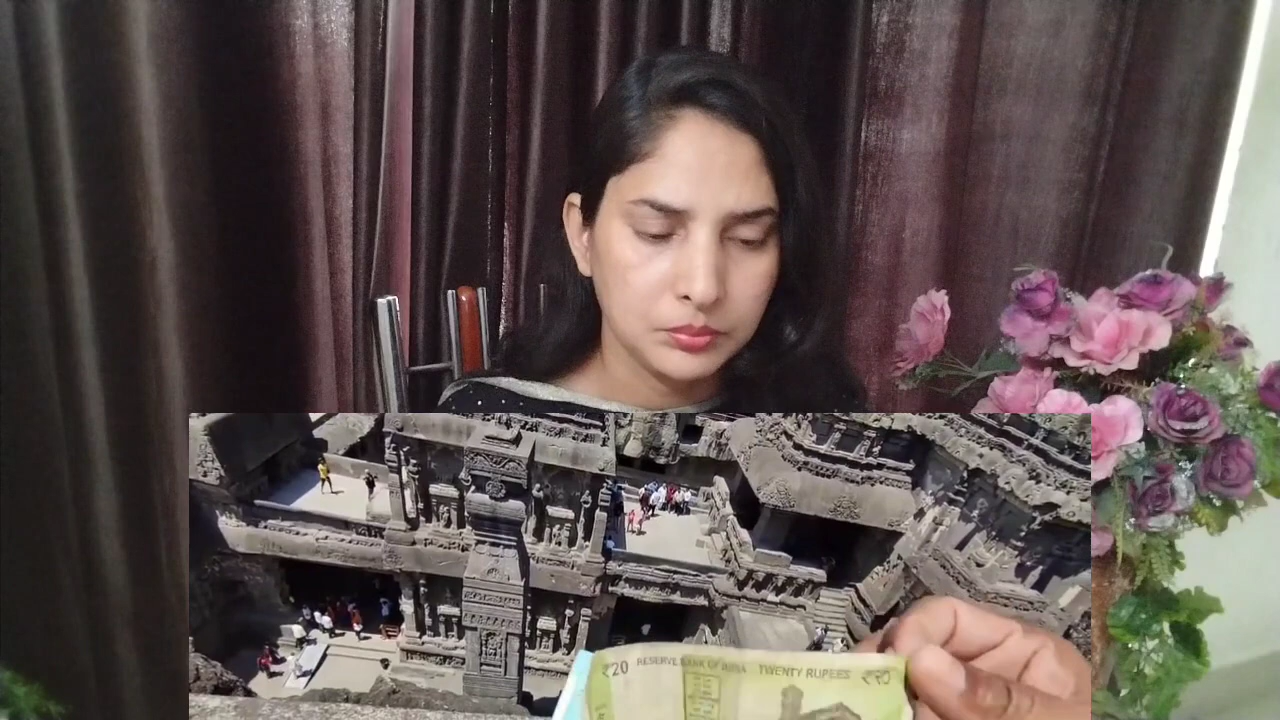 ₹20 RESERVE BANK OF INDIA TWENTY RUPEES ₹20